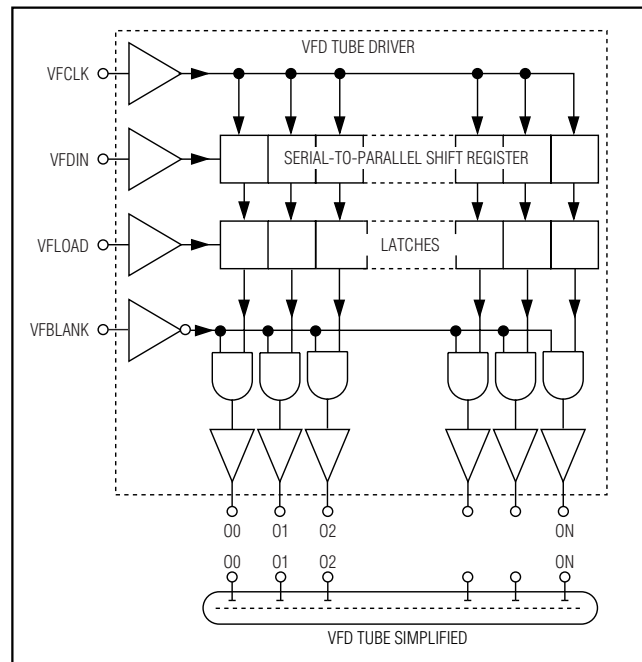 VFD TUBE DRIVER
VFCLK
VFDIN
SERIAL-TO-PARALLEL SHIFT REGISTER
VFLOAD
LATCHES
VFBLANK
O0 O1 O2 ON
O0 O1 O2 ON
VFD TUBE SIMPLIFIED